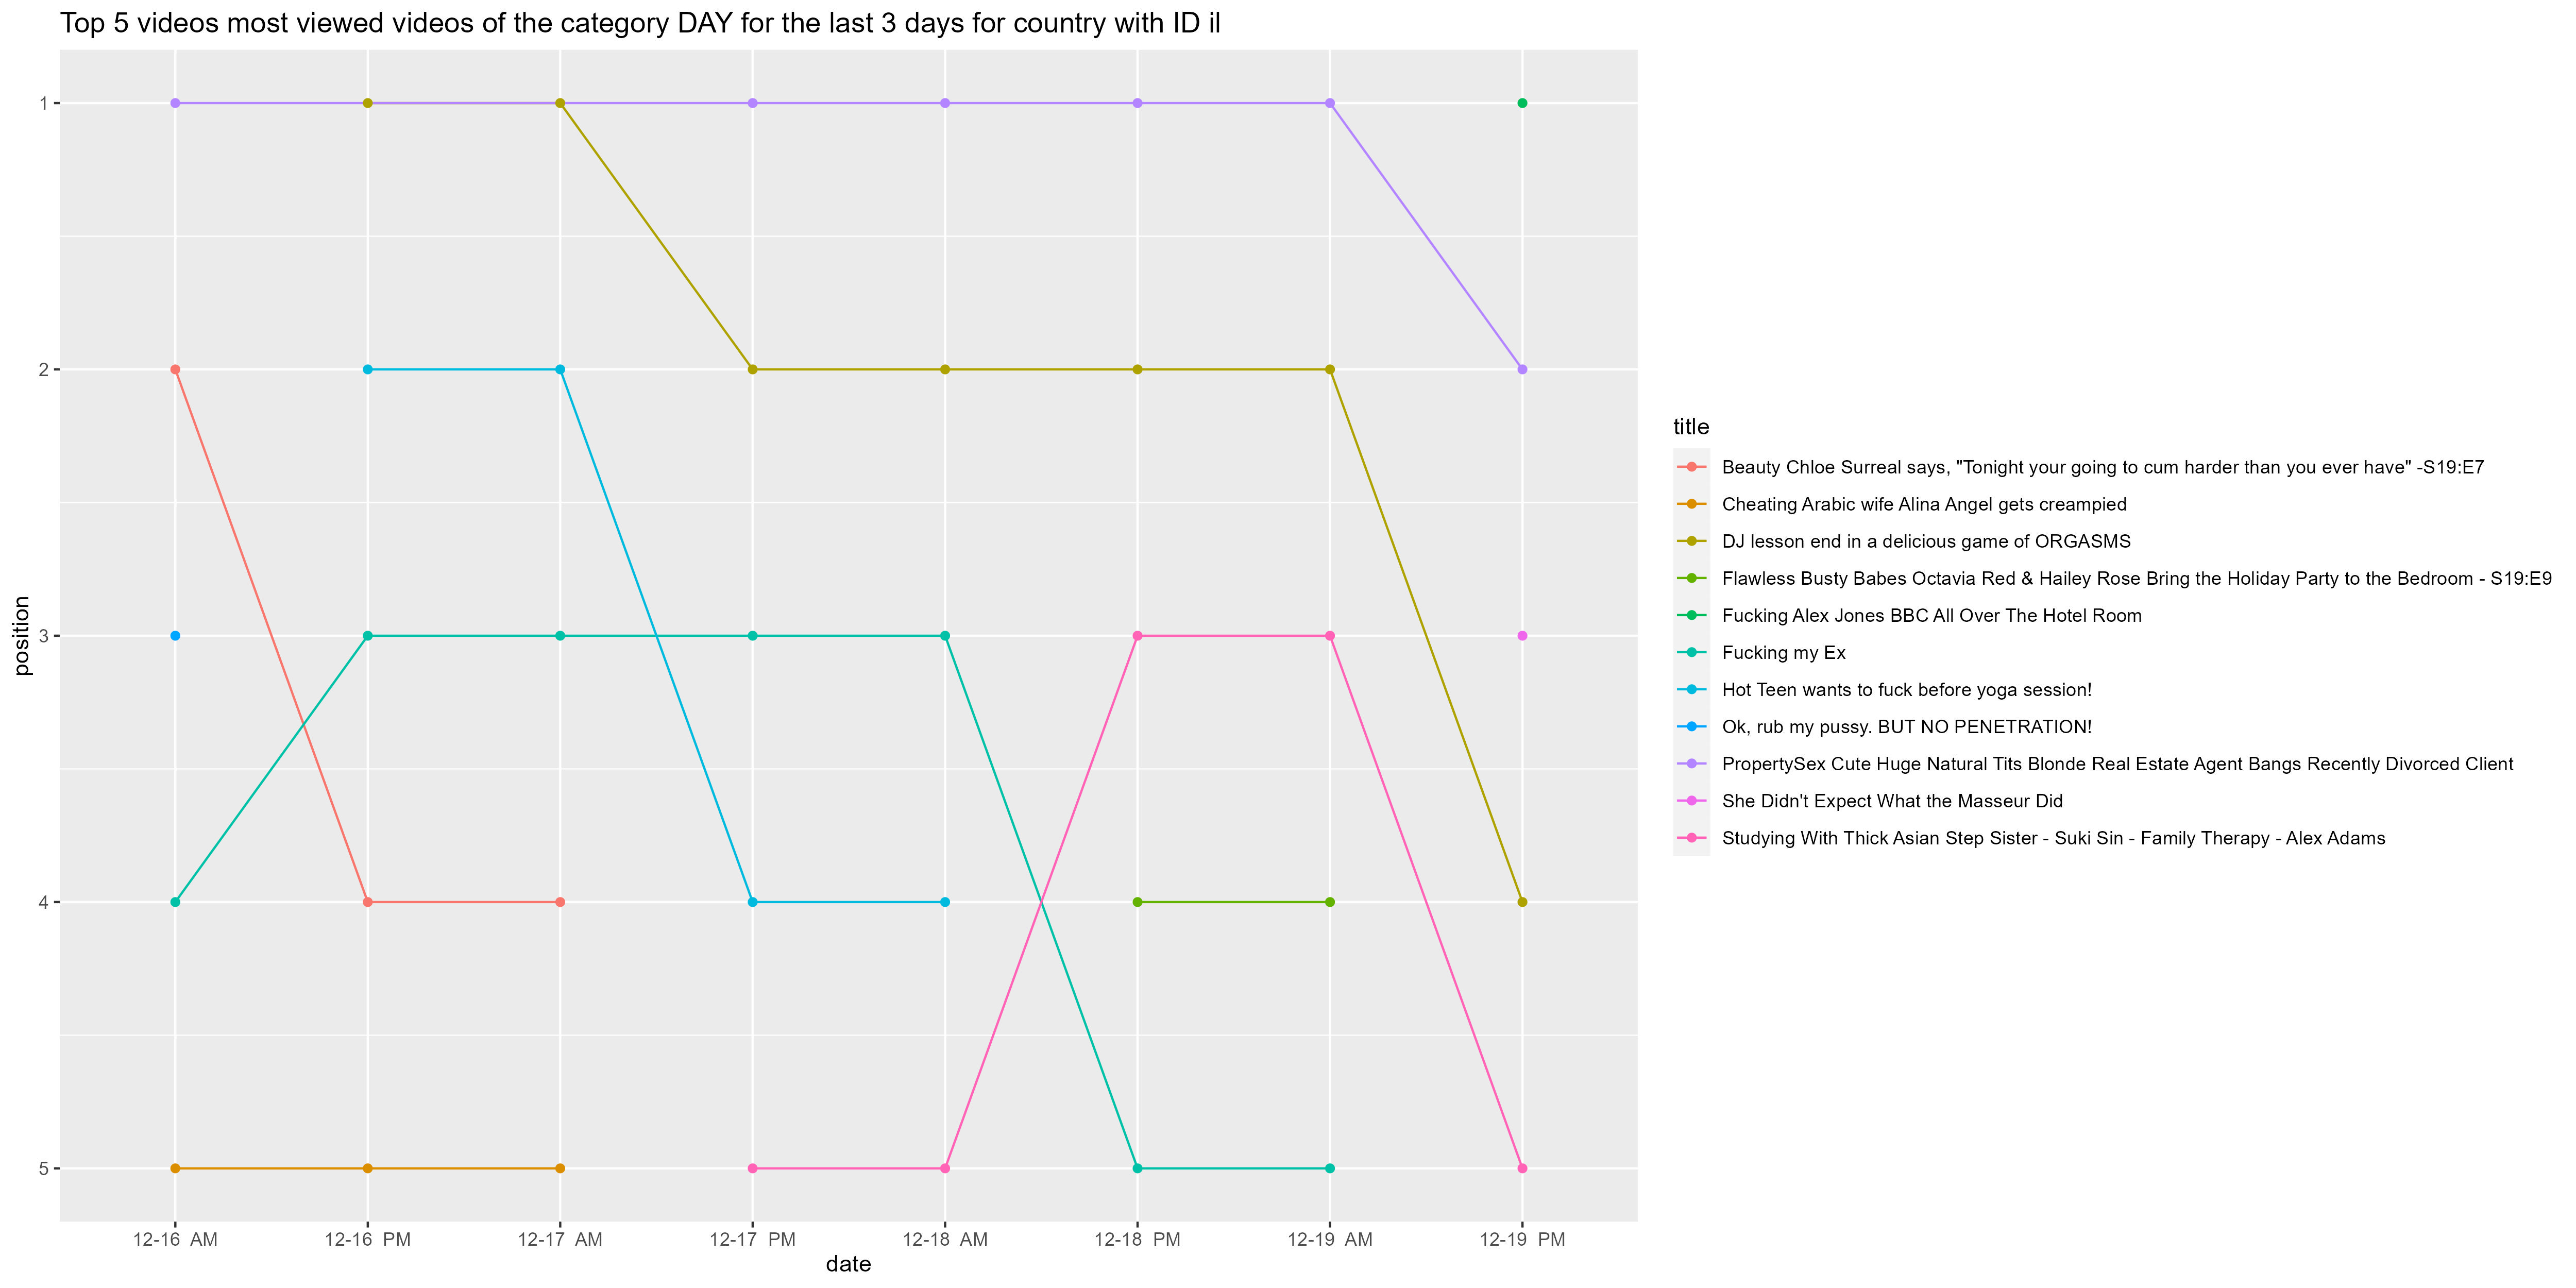 Top 5 videos most viewed videos of the category DAY for the last 3 days for country with ID il
position
1
2
3
4
5
12-16 AM
12-16 PM
12-17 AM
12-17 PM
12-18 AM
12-18 PM
12-19 AM
12-19 PM
date
title
Beauty Chloe Surreal says, "Tonight your going to cum harder than you ever have" -S19:E7
Cheating Arabic wife Alina Angel gets creampied
DJ lesson end in a delicious game of ORGASMS
Flawless Busty Babes Octavia Red & Hailey Rose Bring the Holiday Party to the Bedroom - S19:E9
Fucking Alex Jones BBC All Over The Hotel Room
Fucking my Ex
Hot Teen wants to fuck before yoga session!
Ok, rub my pussy. BUT NO PENETRATION!
PropertySex Cute Huge Natural Tits Blonde Real Estate Agent Bangs Recently Divorced Client
She Didn't Expect What the Masseur Did
Studying With Thick Asian Step Sister - Suki Sin - Family Therapy - Alex Adams